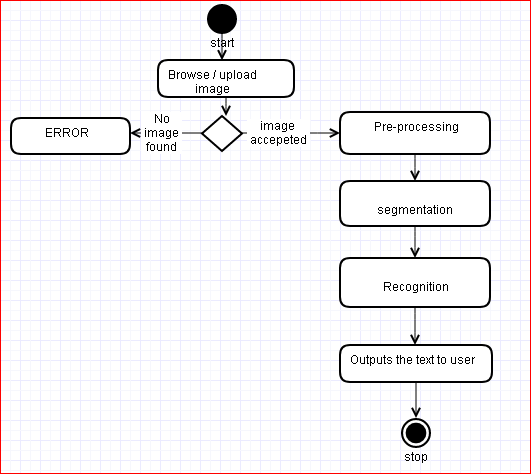 start
Browse / upload
image
ERROR
No
image
found
image
accepeted
Pre-processing
segmentation
Recognition
Outputs the text to user
stop